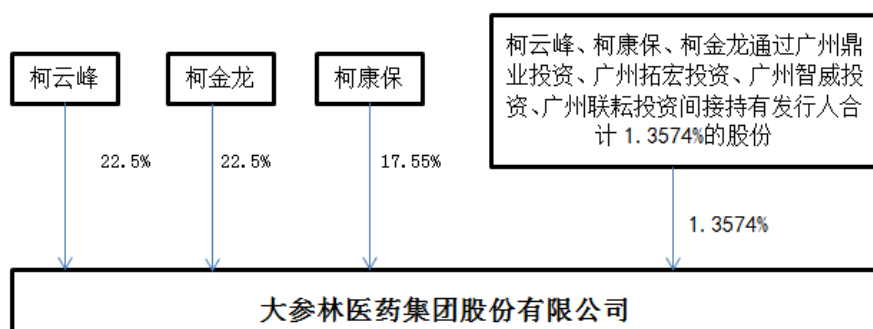 柯云峰
柯金龙
柯康保
柯云峰、柯康保、柯金龙通过广州鼎
业投资、广州拓宏投资、广州智威投
资、广州联耘投资间接持有发行人合
计 1.3574%的股份
22.5%
22.5%
17.55%
1.3574%
大参林医药集团股份有限公司